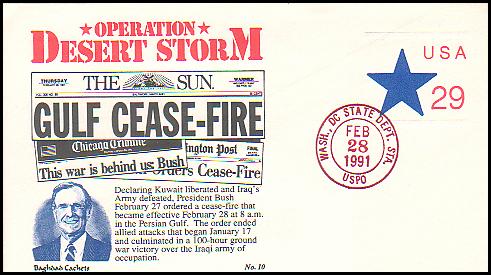 ★OPERATION★
DESERT STORM
USA
29
THURSDAY
THE SUN.
GULF CEASE-FIRE
Chicago Tribune
ington Post
FINAL
This war is behind us: Bush
Orders Cease-Fire
WASH., DC STATE DEPT. STA.
FEB
28
1991
USPO
Declaring Kuwait liberated and Iraq's
Army defeated, President Bush
February 27 ordered a cease-fire that
became effective February 28 at 8 a.m.
in the Persian Gulf. The order ended
allied attacks that began January 17
and culminated in a 100-hour ground
war victory over the Iraqi army of
occupation.
Baghdad Cachets
No. 10